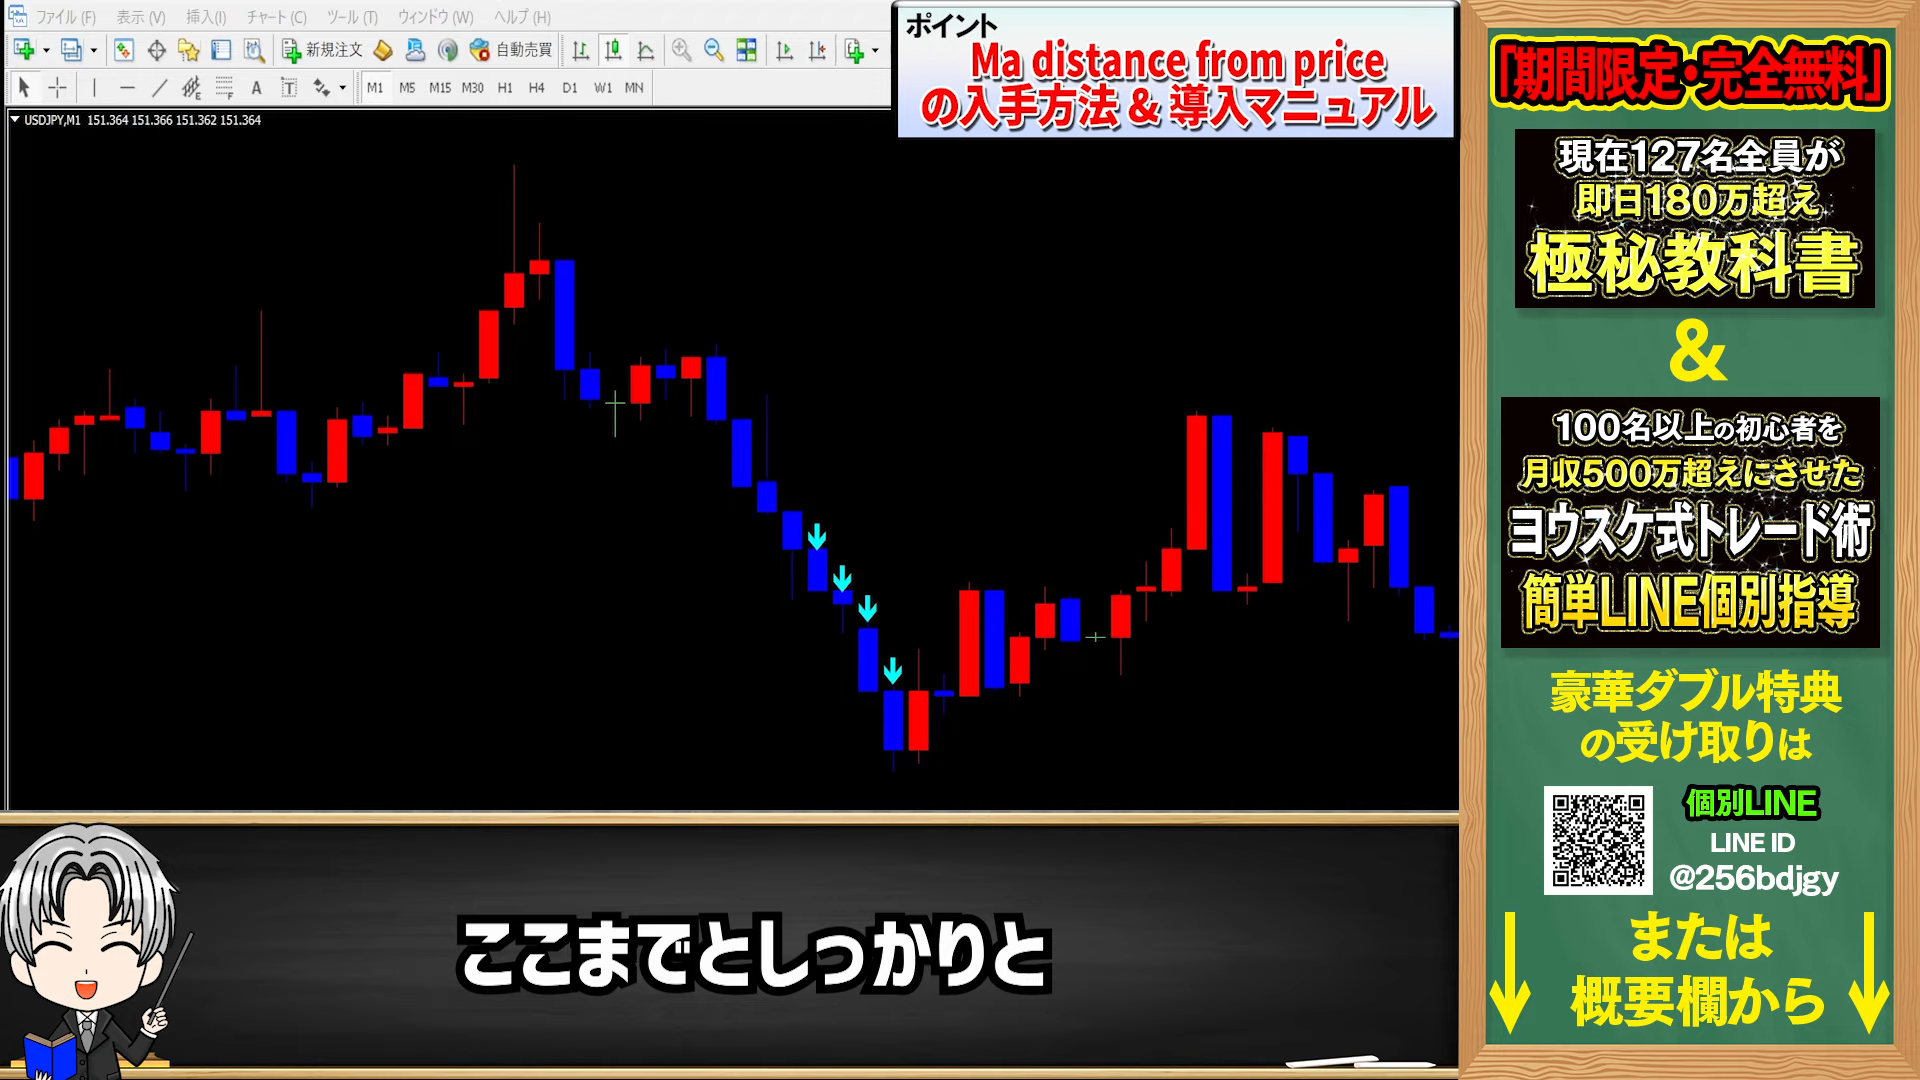 ファイル (F) 表示 (V) 挿入(I) チャート (C) ツール (T) ウィンドウ (W) ヘルプ (H)
新規注文 自動売買
A T M1 M5 M15 M30 H1 H4 D1 W1 MN
USDJPY,M1 151.364 151.366 151.362 151.364
ポイント
Ma distance from price
の入手方法 & 導入マニュアル
「期間限定・完全無料」
現在127名全員が
即日180万超え
極秘教科書
&
100名以上の初心者を
月収500万超えにさせた
ヨウスケ式トレード術
簡単LINE個別指導
豪華ダブル特典
の受け取りは
個別LINE
LINE ID
@256bdjgy
または
概要欄から
ここまでとしっかりと